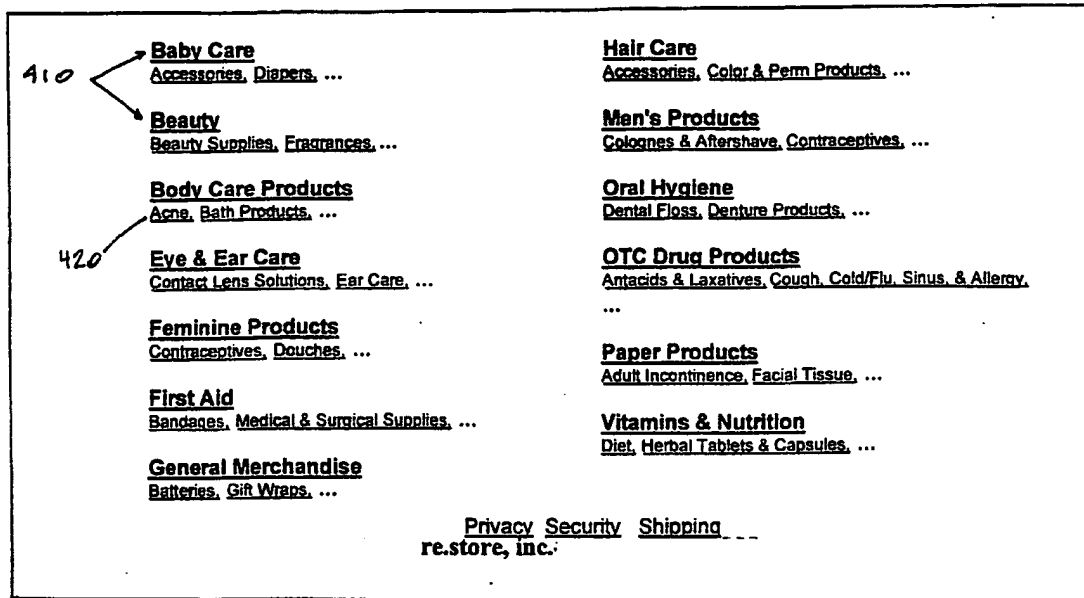 410
Baby Care
Accessories, Diapers, ...
Beauty
Beauty Supplies, Fragrances, ...
Body Care Products
Acne, Bath Products, ...
420
Eye & Ear Care
Contact Lens Solutions, Ear Care, ...
Feminine Products
Contraceptives, Douches, ...
First Aid
Bandages, Medical & Surgical Supplies, ...
General Merchandise
Batteries, Gift Wraps, ...
Hair Care
Accessories, Color & Perm Products, ...
Men's Products
Colognes & Aftershave, Contraceptives, ...
Oral Hygiene
Dental Floss, Denture Products, ...
OTC Drug Products
Antacids & Laxatives, Cough, Cold/Flu, Sinus, & Allergy,
...
Paper Products
Adult Incontinence, Facial Tissue, ...
Vitamins & Nutrition
Diet, Herbal Tablets & Capsules, ...
Privacy Security Shipping
re.store, inc.